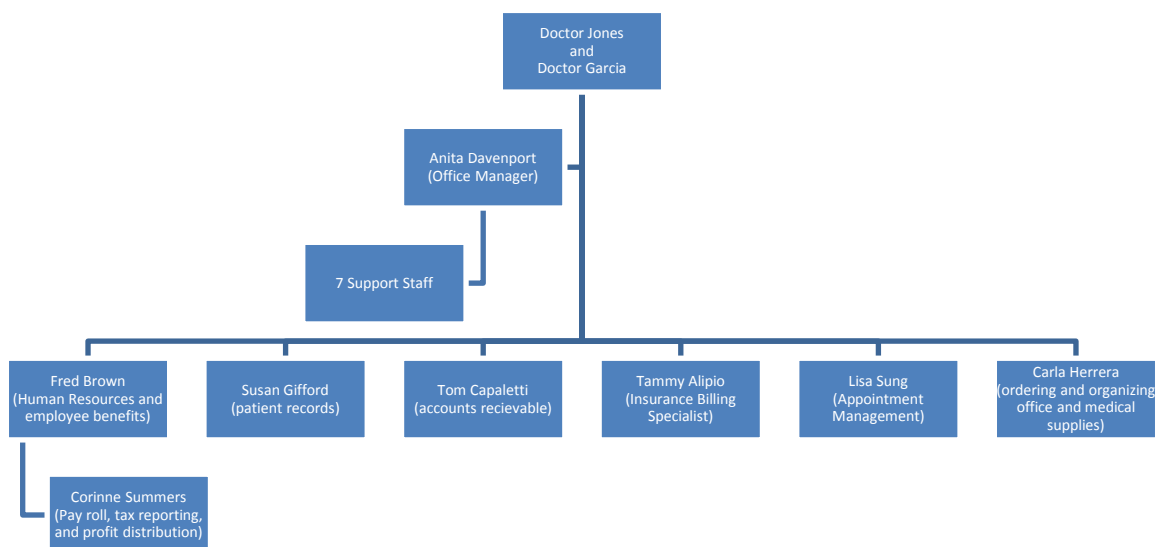 Doctor Jones
and
Doctor Garcia
Anita Davenport
(Office Manager)
7 Support Staff
Fred Brown
(Human Resources and
employee benefits)
Susan Gifford
(patient records)
Tom Capaletti
(accounts recievable)
Tammy Alipio
(Insurance Billing
Specialist)
Lisa Sung
(Appointment
Management)
Carla Herrera
(ordering and organizing
office and medical
supplies)
Corinne Summers
(Pay roll, tax reporting,
and profit distribution)